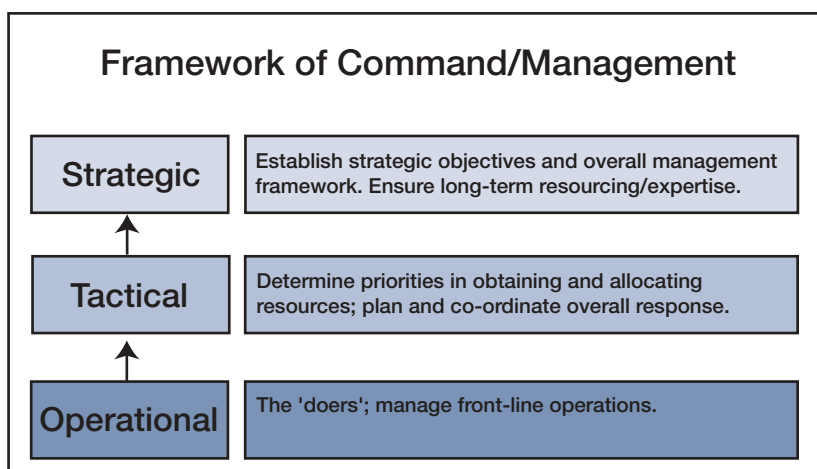 Framework of Command/Management
Strategic
Establish strategic objectives and overall management
framework. Ensure long-term resourcing/expertise.
Tactical
Determine priorities in obtaining and allocating
resources; plan and co-ordinate overall response.
Operational
The 'doers'; manage front-line operations.